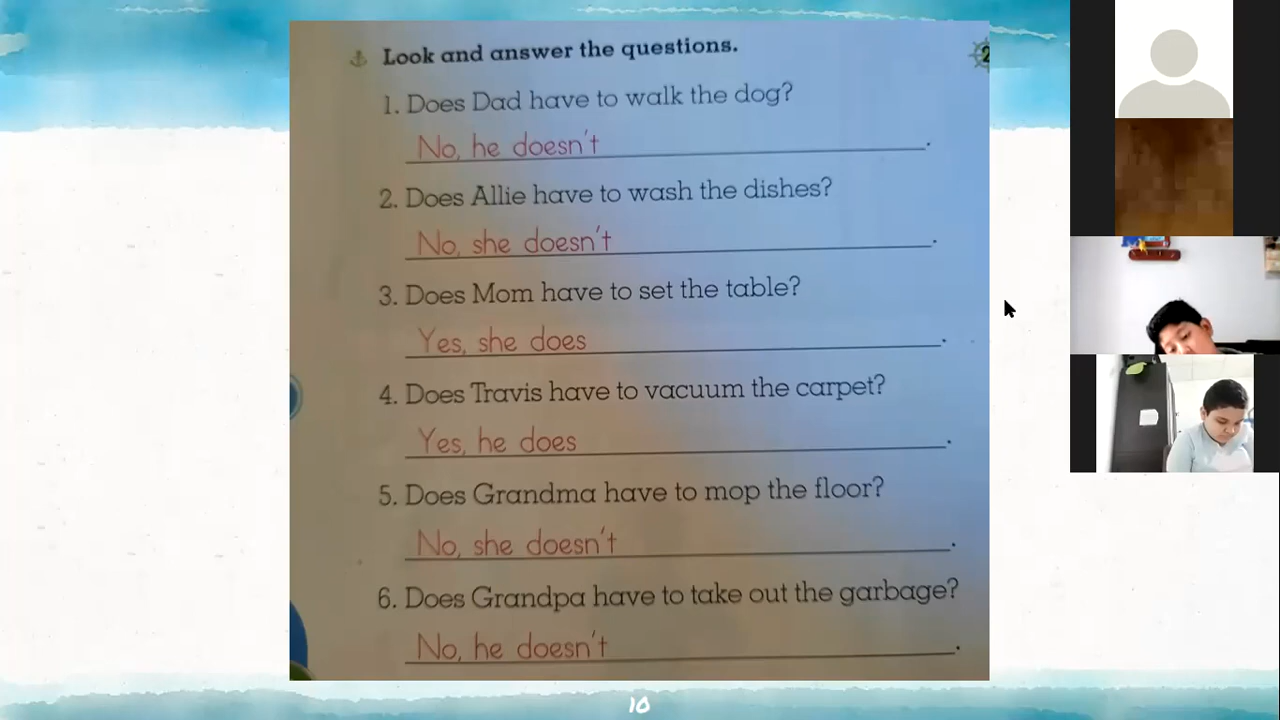 Look and answer the questions.
2
1. Does Dad have to walk the dog?
No, he doesn't.
2. Does Allie have to wash the dishes?
No, she doesn't.
3. Does Mom have to set the table?
Yes, she does.
4. Does Travis have to vacuum the carpet?
Yes, he does.
5. Does Grandma have to mop the floor?
No, she doesn't.
6. Does Grandpa have to take out the garbage?
No, he doesn't.
10